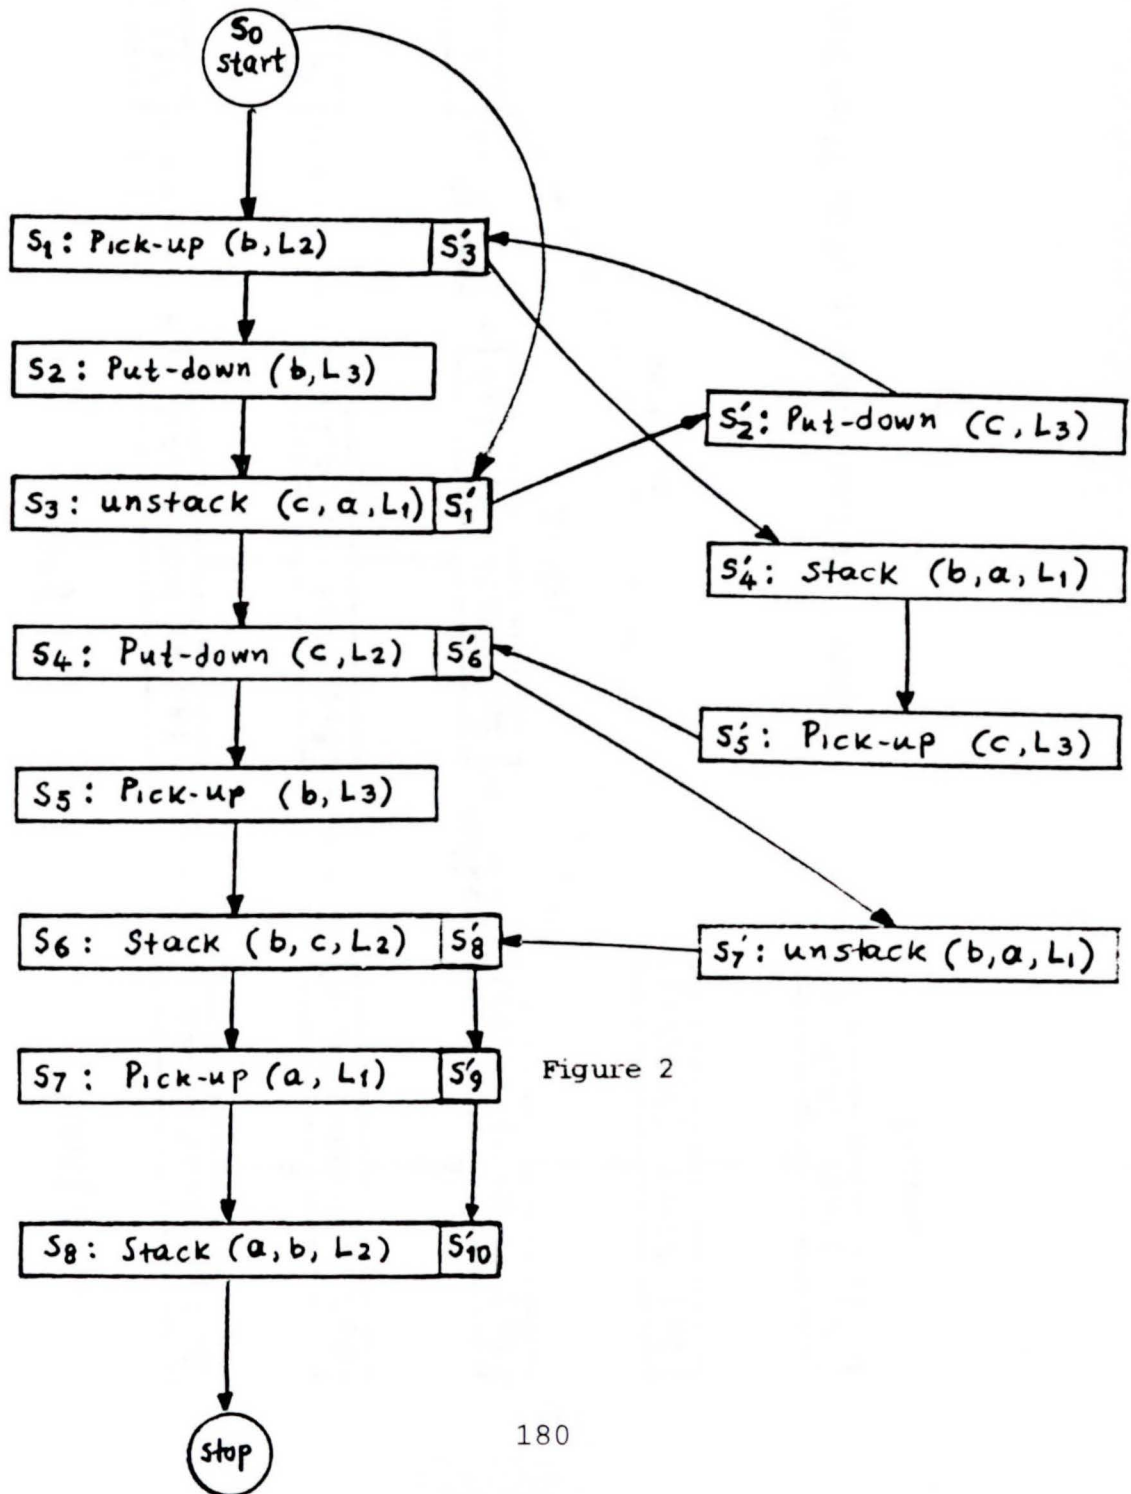 S0
start
S1: Pick-up (b, L2) S'3
S2: Put-down (b, L3)
S'2: Put-down (c, L3)
S3: unstack (c, a, L1) S'1
S'4: stack (b, a, L1)
S4: Put-down (c, L2) S'6
S'5: Pick-up (c, L3)
S5: Pick-up (b, L3)
S6: Stack (b, c, L2) S'8
S'7: unstack (b, a, L1)
S7: Pick-up (a, L1) S'9
Figure 2
S8: Stack (a, b, L2) S'10
stop
180